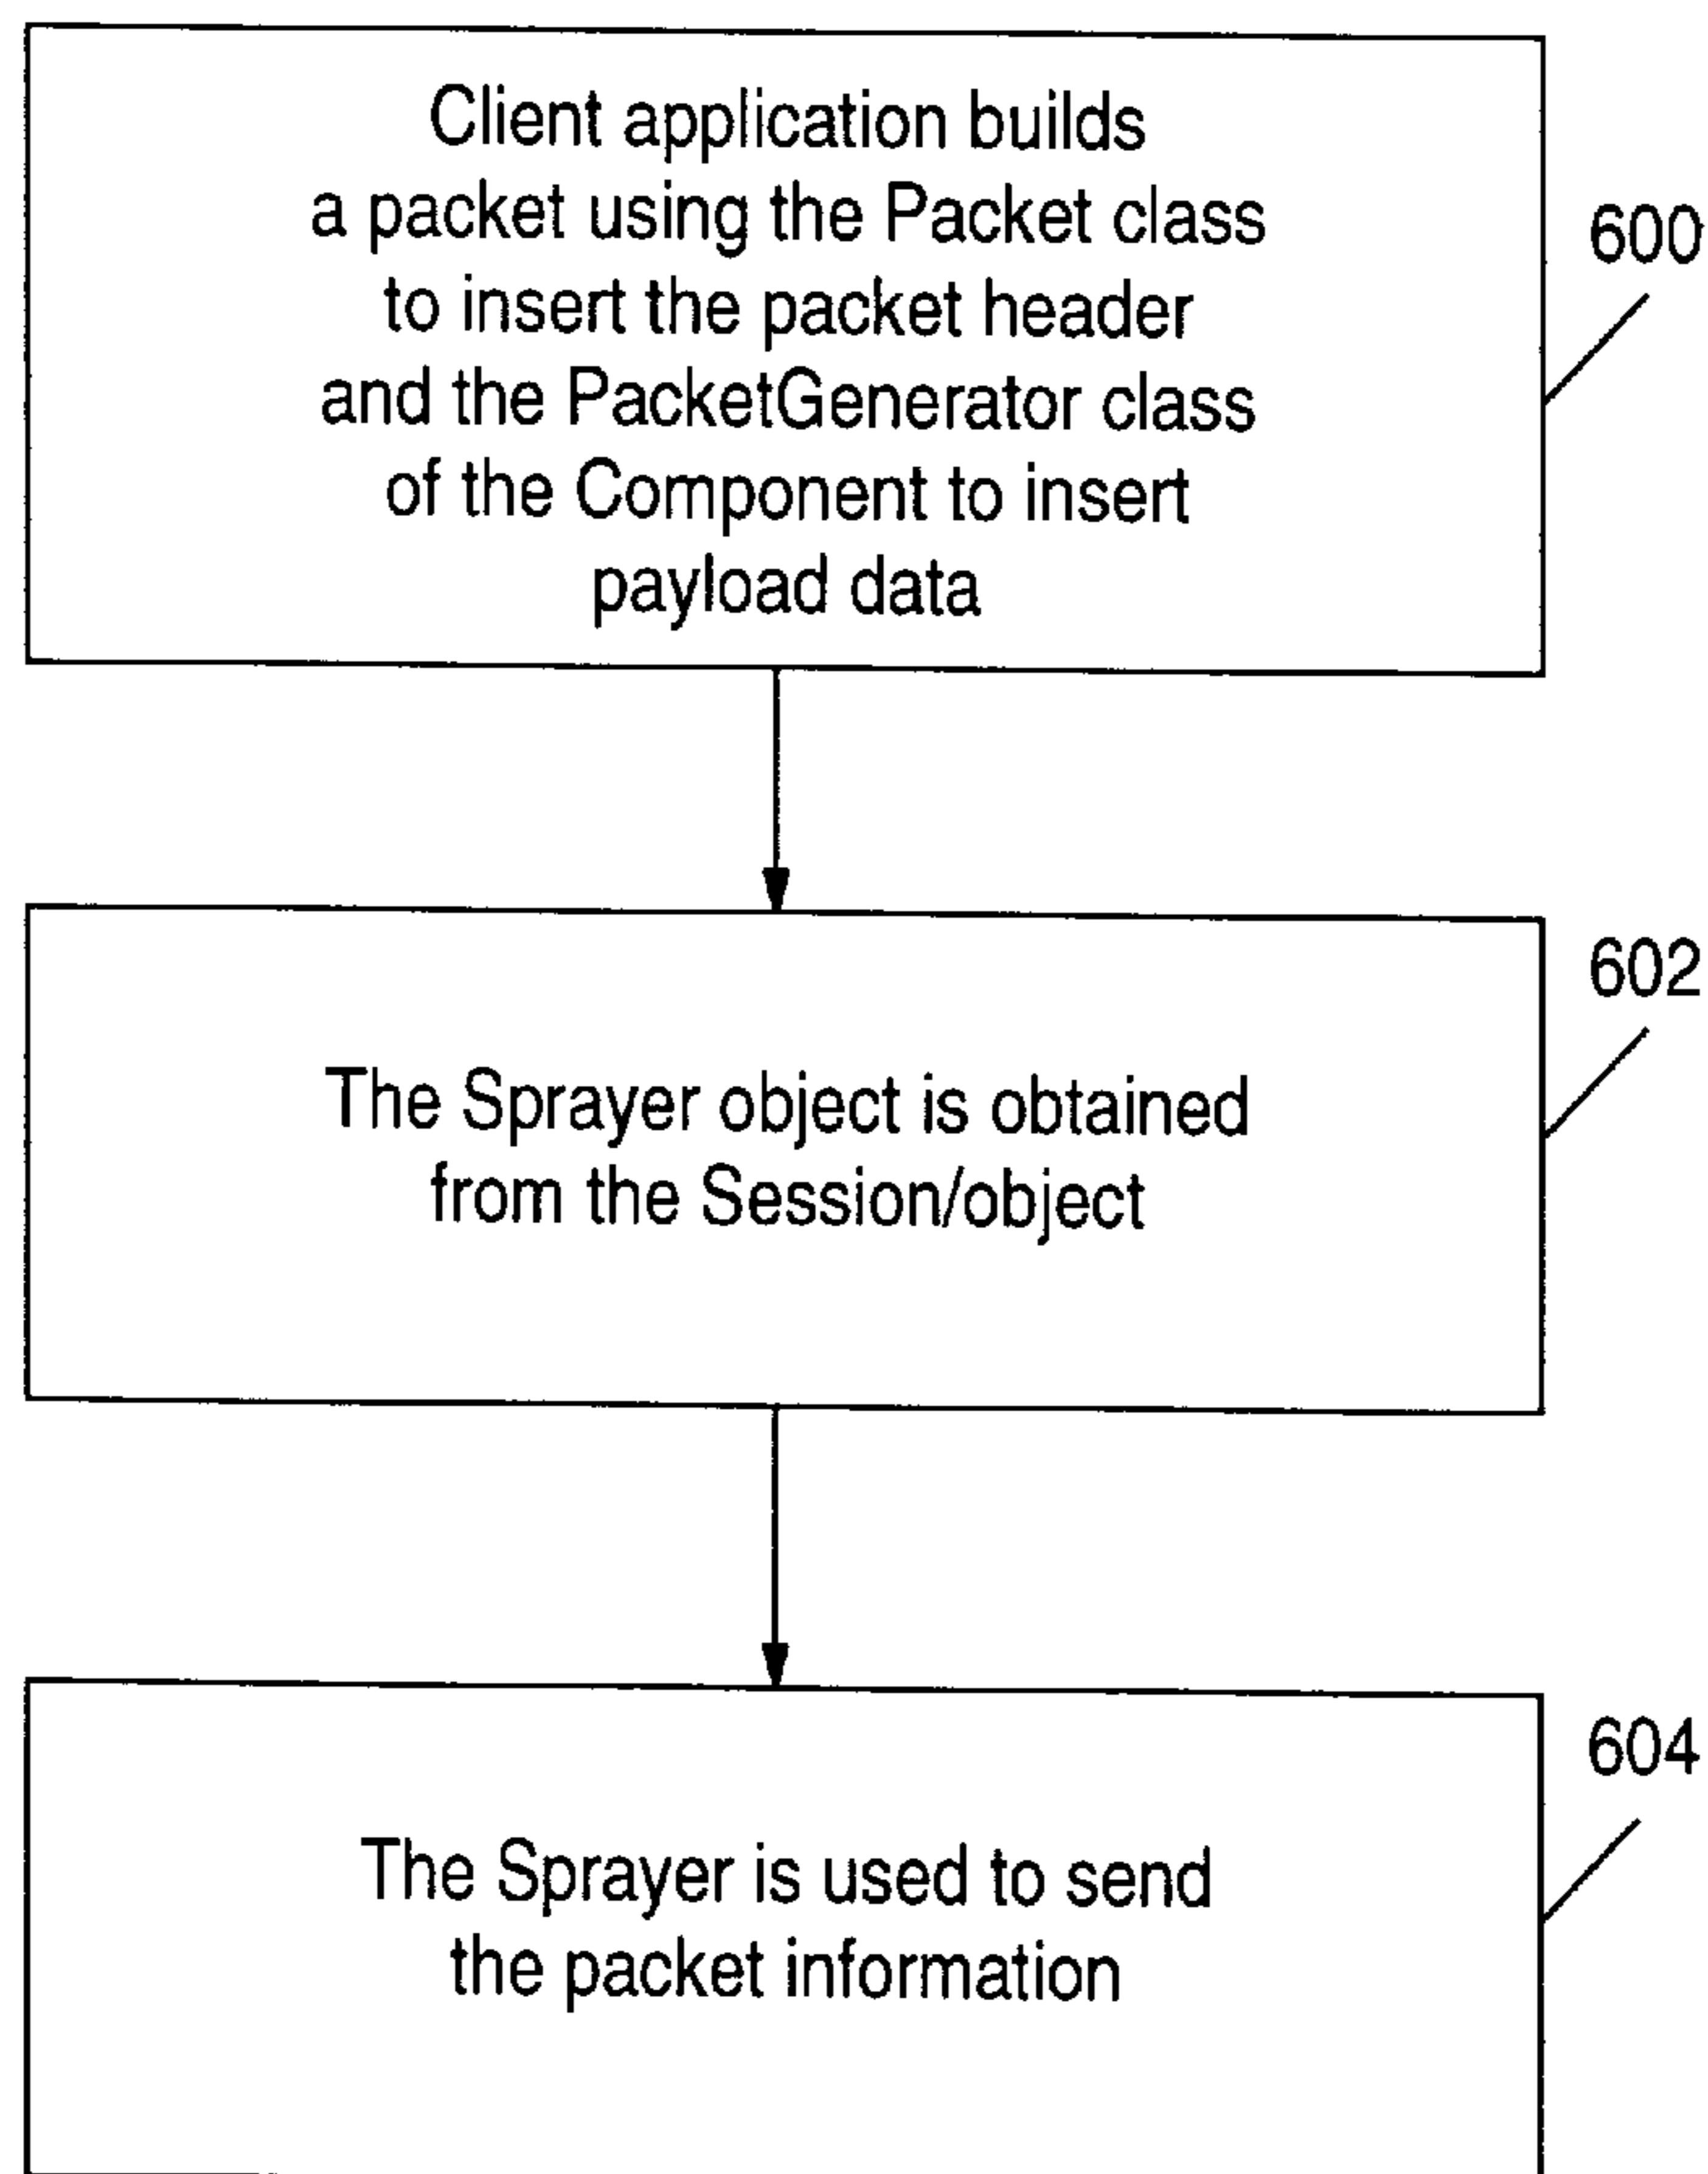 Client application builds
a packet using the Packet class
to insert the packet header
and the PacketGenerator class
of the Component to insert
payload data
600
The Sprayer object is obtained
from the Session/object
602
The Sprayer is used to send
the packet information
604